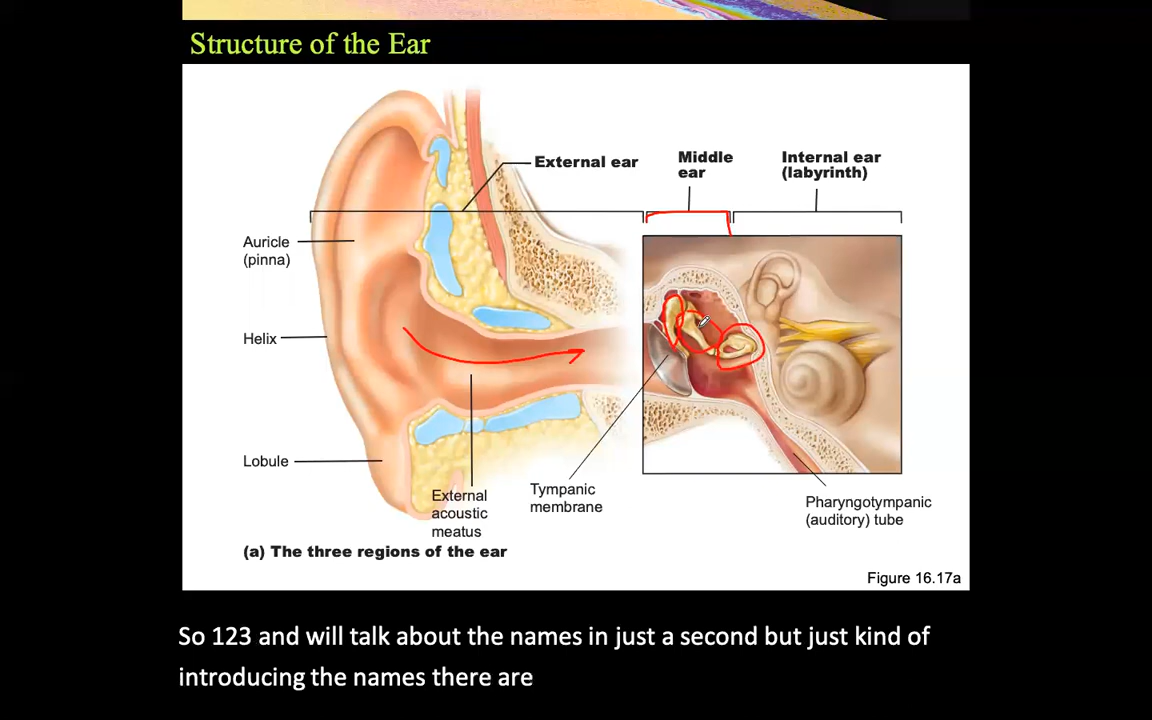 Structure of the Ear
External ear
Middle
ear
Internal ear
(labyrinth)
Auricle
(pinna)
Helix
Lobule
External
acoustic
meatus
Tympanic
membrane
Pharyngotympanic
(auditory) tube
(a) The three regions of the ear
Figure 16.17a
So 123 and will talk about the names in just a second but just kind of
introducing the names there are